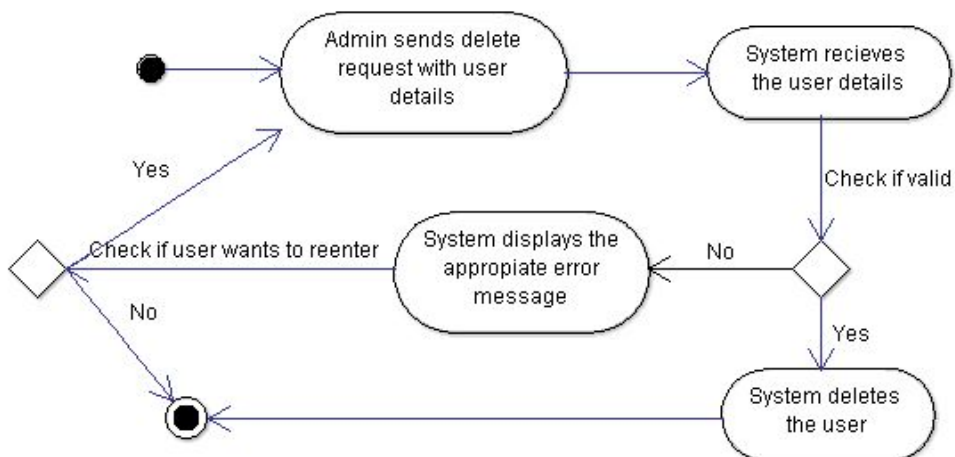 Admin sends delete
request with user
details
System recieves
the user details
Yes
Check if valid
Check if user wants to reenter
System displays the
appropiate error
message
No
No
Yes
System deletes
the user